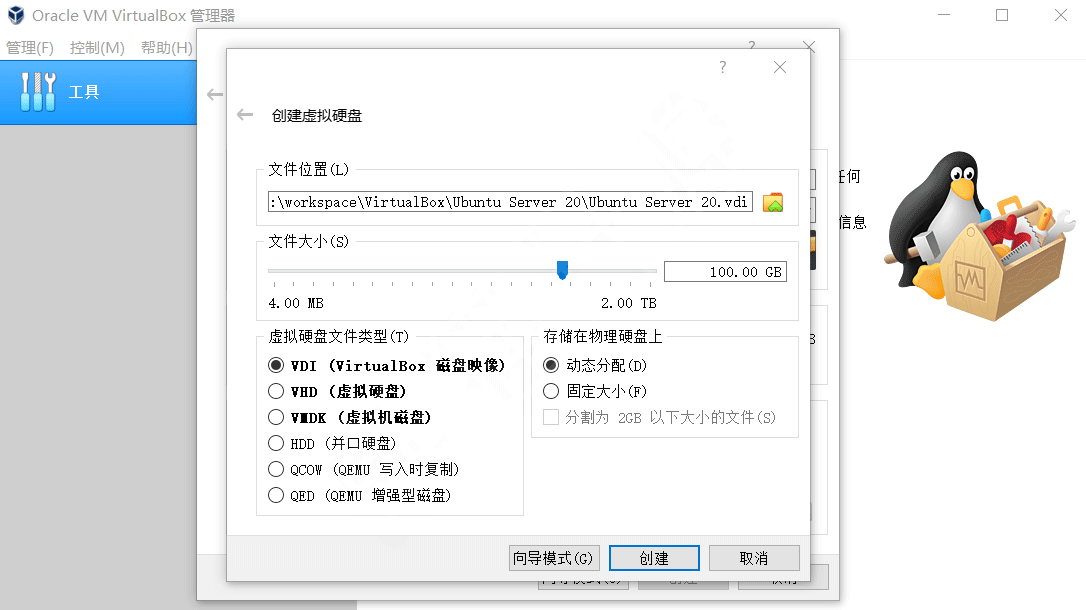 Oracle VM VirtualBox 管理器
管理(F) 控制(M) 帮助(H)
工具
创建虚拟硬盘
文件位置(L)
:\workspace\VirtualBox\Ubuntu Server 20\Ubuntu Server 20.vdi
任何
信息
文件大小(S)
100.00 GB
4.00 MB 2.00 TB
虚拟硬盘文件类型(T)
存储在物理硬盘上
VDI (VirtualBox 磁盘映像)
动态分配(D)
VHD (虚拟硬盘)
固定大小(F)
VMDK (虚拟机磁盘)
分割为 2GB 以下大小的文件(S)
HDD (并口硬盘)
QCOW (QEMU 写入时复制)
QED (QEMU 增强型磁盘)
向导模式(G) 创建 取消